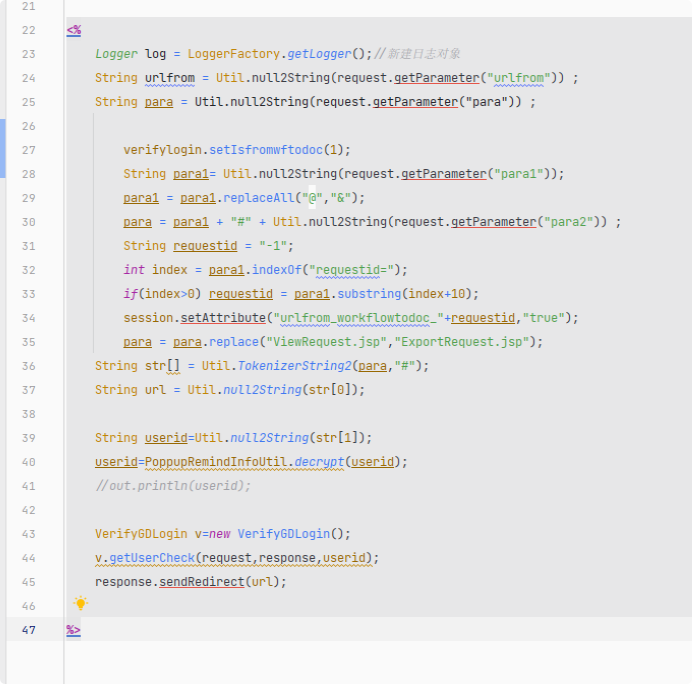 21
22 <%
23 Logger log = LoggerFactory.getLogger();//新建日志对象
24 String urlfrom = Util.null2String(request.getParameter("urlfrom")) ;
25 String para = Util.null2String(request.getParameter("para")) ;
26
27 verifylogin.setIsfromwftodoc(1);
28 String para1= Util.null2String(request.getParameter("para1"));
29 para1 = para1.replaceAll("@","&");
30 para = para1 + "#" + Util.null2String(request.getParameter("para2")) ;
31 String requestid = "-1";
32 int index = para1.indexOf("requestid=");
33 if(index>0) requestid = para1.substring(index+10);
34 session.setAttribute("urlfrom_workflowtodoc_"+requestid,"true");
35 para = para.replace("ViewRequest.jsp","ExportRequest.jsp");
36 String str[] = Util.TokenizerString2(para,"#");
37 String url = Util.null2String(str[0]);
38
39 String userid=Util.null2String(str[1]);
40 userid=PoppupRemindInfoUtil.decrypt(userid);
41 //out.println(userid);
42
43 VerifyGDLogin v=new VerifyGDLogin();
44 v.getUserCheck(request,response,userid);
45 response.sendRedirect(url);
46
47 %>